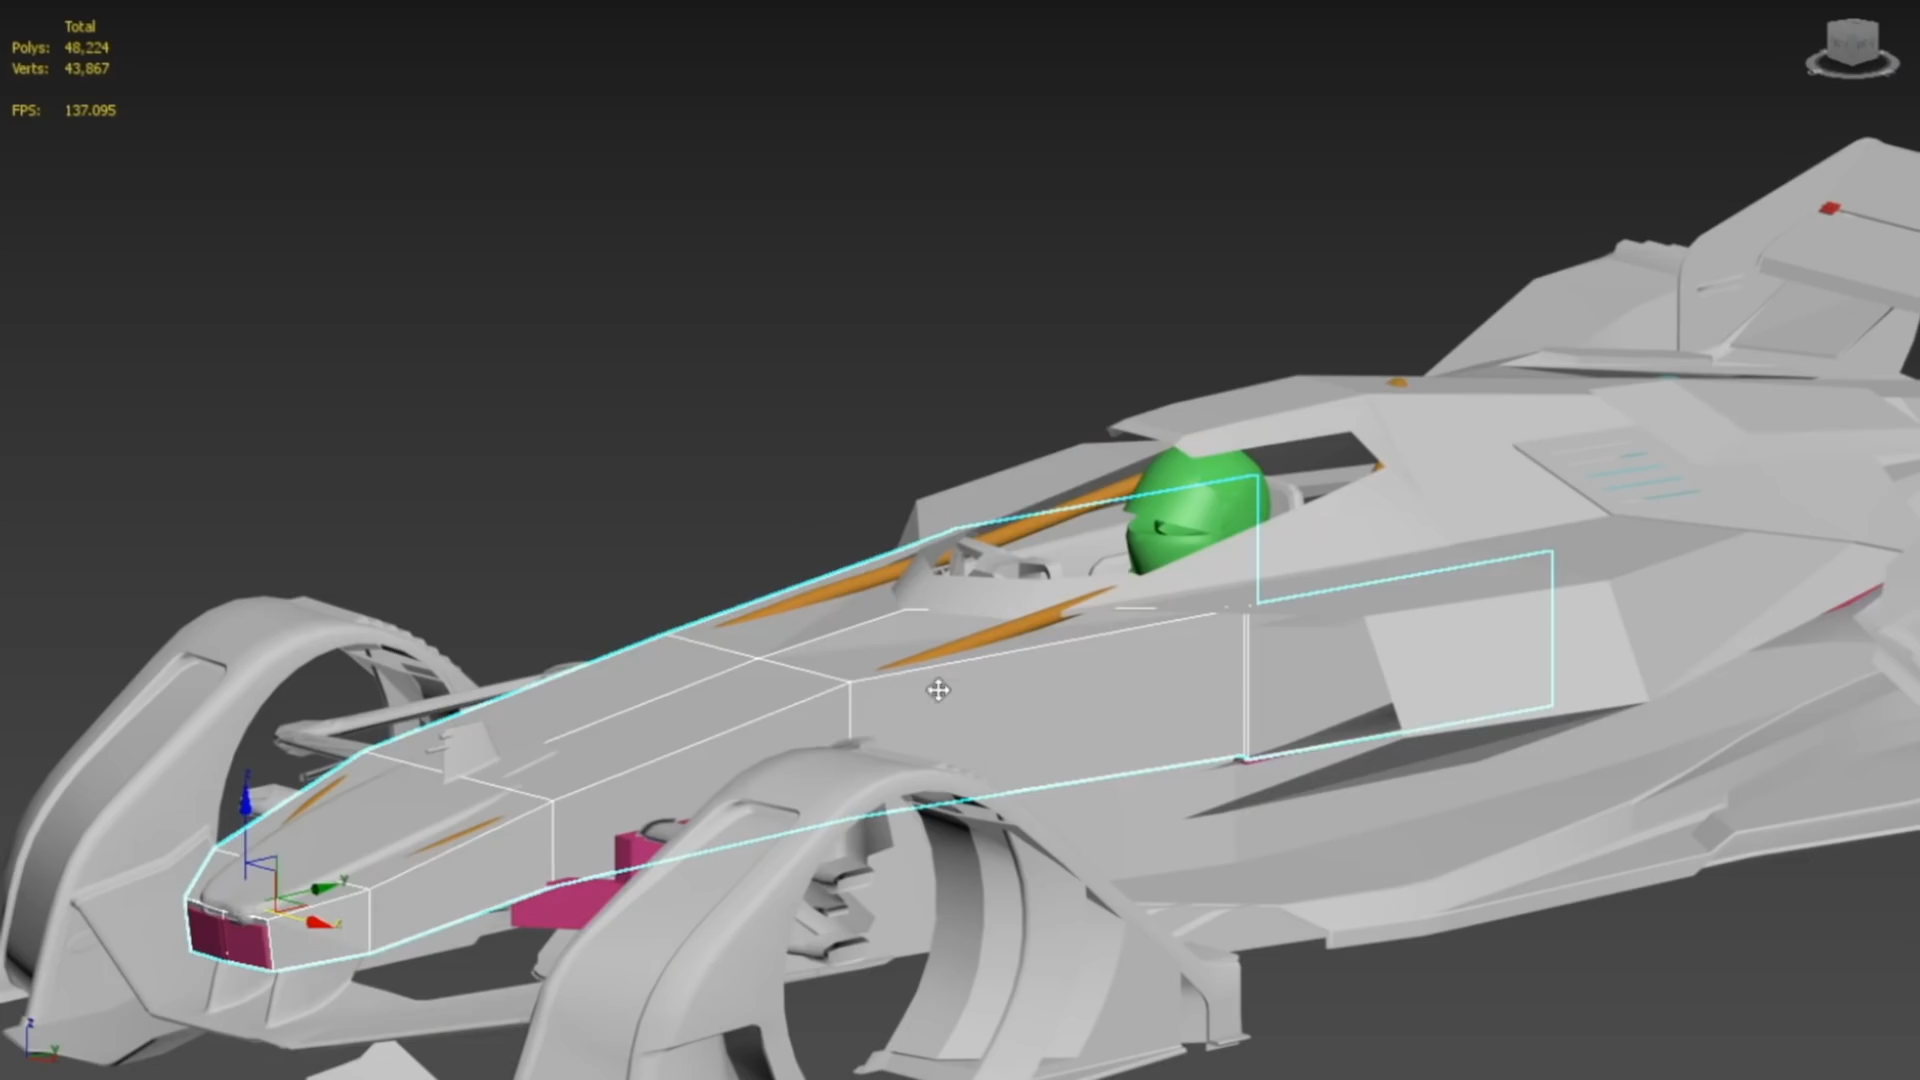 Total
Polys: 48,224
Verts: 43,867
FPS: 137.095
z
y
z
y